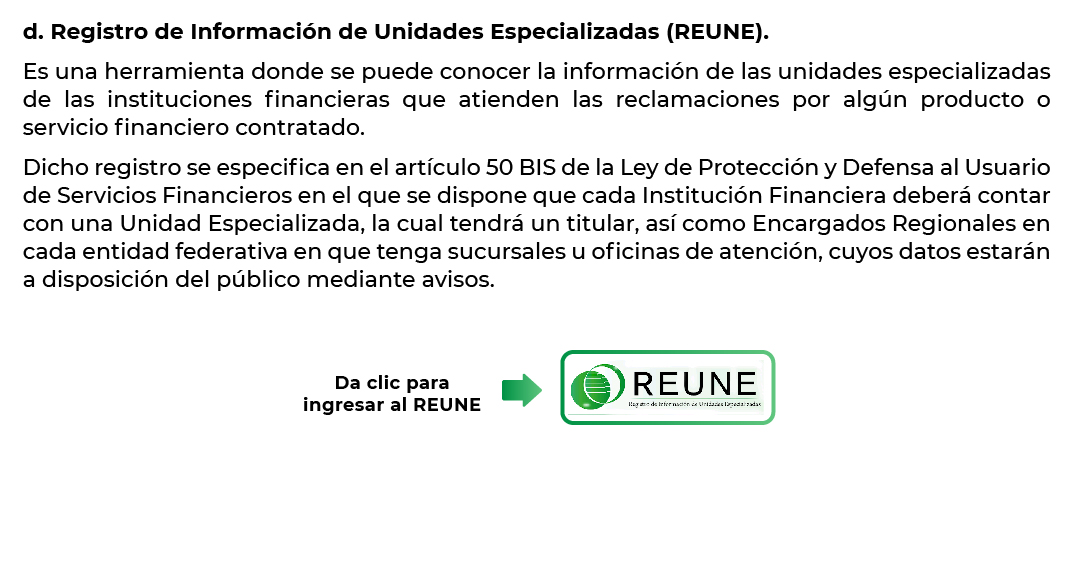 d. Registro de Información de Unidades Especializadas (REUNE).
Es una herramienta donde se puede conocer la información de las unidades especializadas
de las instituciones financieras que atienden las reclamaciones por algún producto o
servicio financiero contratado.
Dicho registro se especifica en el artículo 50 BIS de la Ley de Protección y Defensa al Usuario
de Servicios Financieros en el que se dispone que cada Institución Financiera deberá contar
con una Unidad Especializada, la cual tendrá un titular, así como Encargados Regionales en
cada entidad federativa en que tenga sucursales u oficinas de atención, cuyos datos estarán
a disposición del público mediante avisos.
Da clic para
ingresar al REUNE
REUNE
Registro de Información de Unidades Especializadas